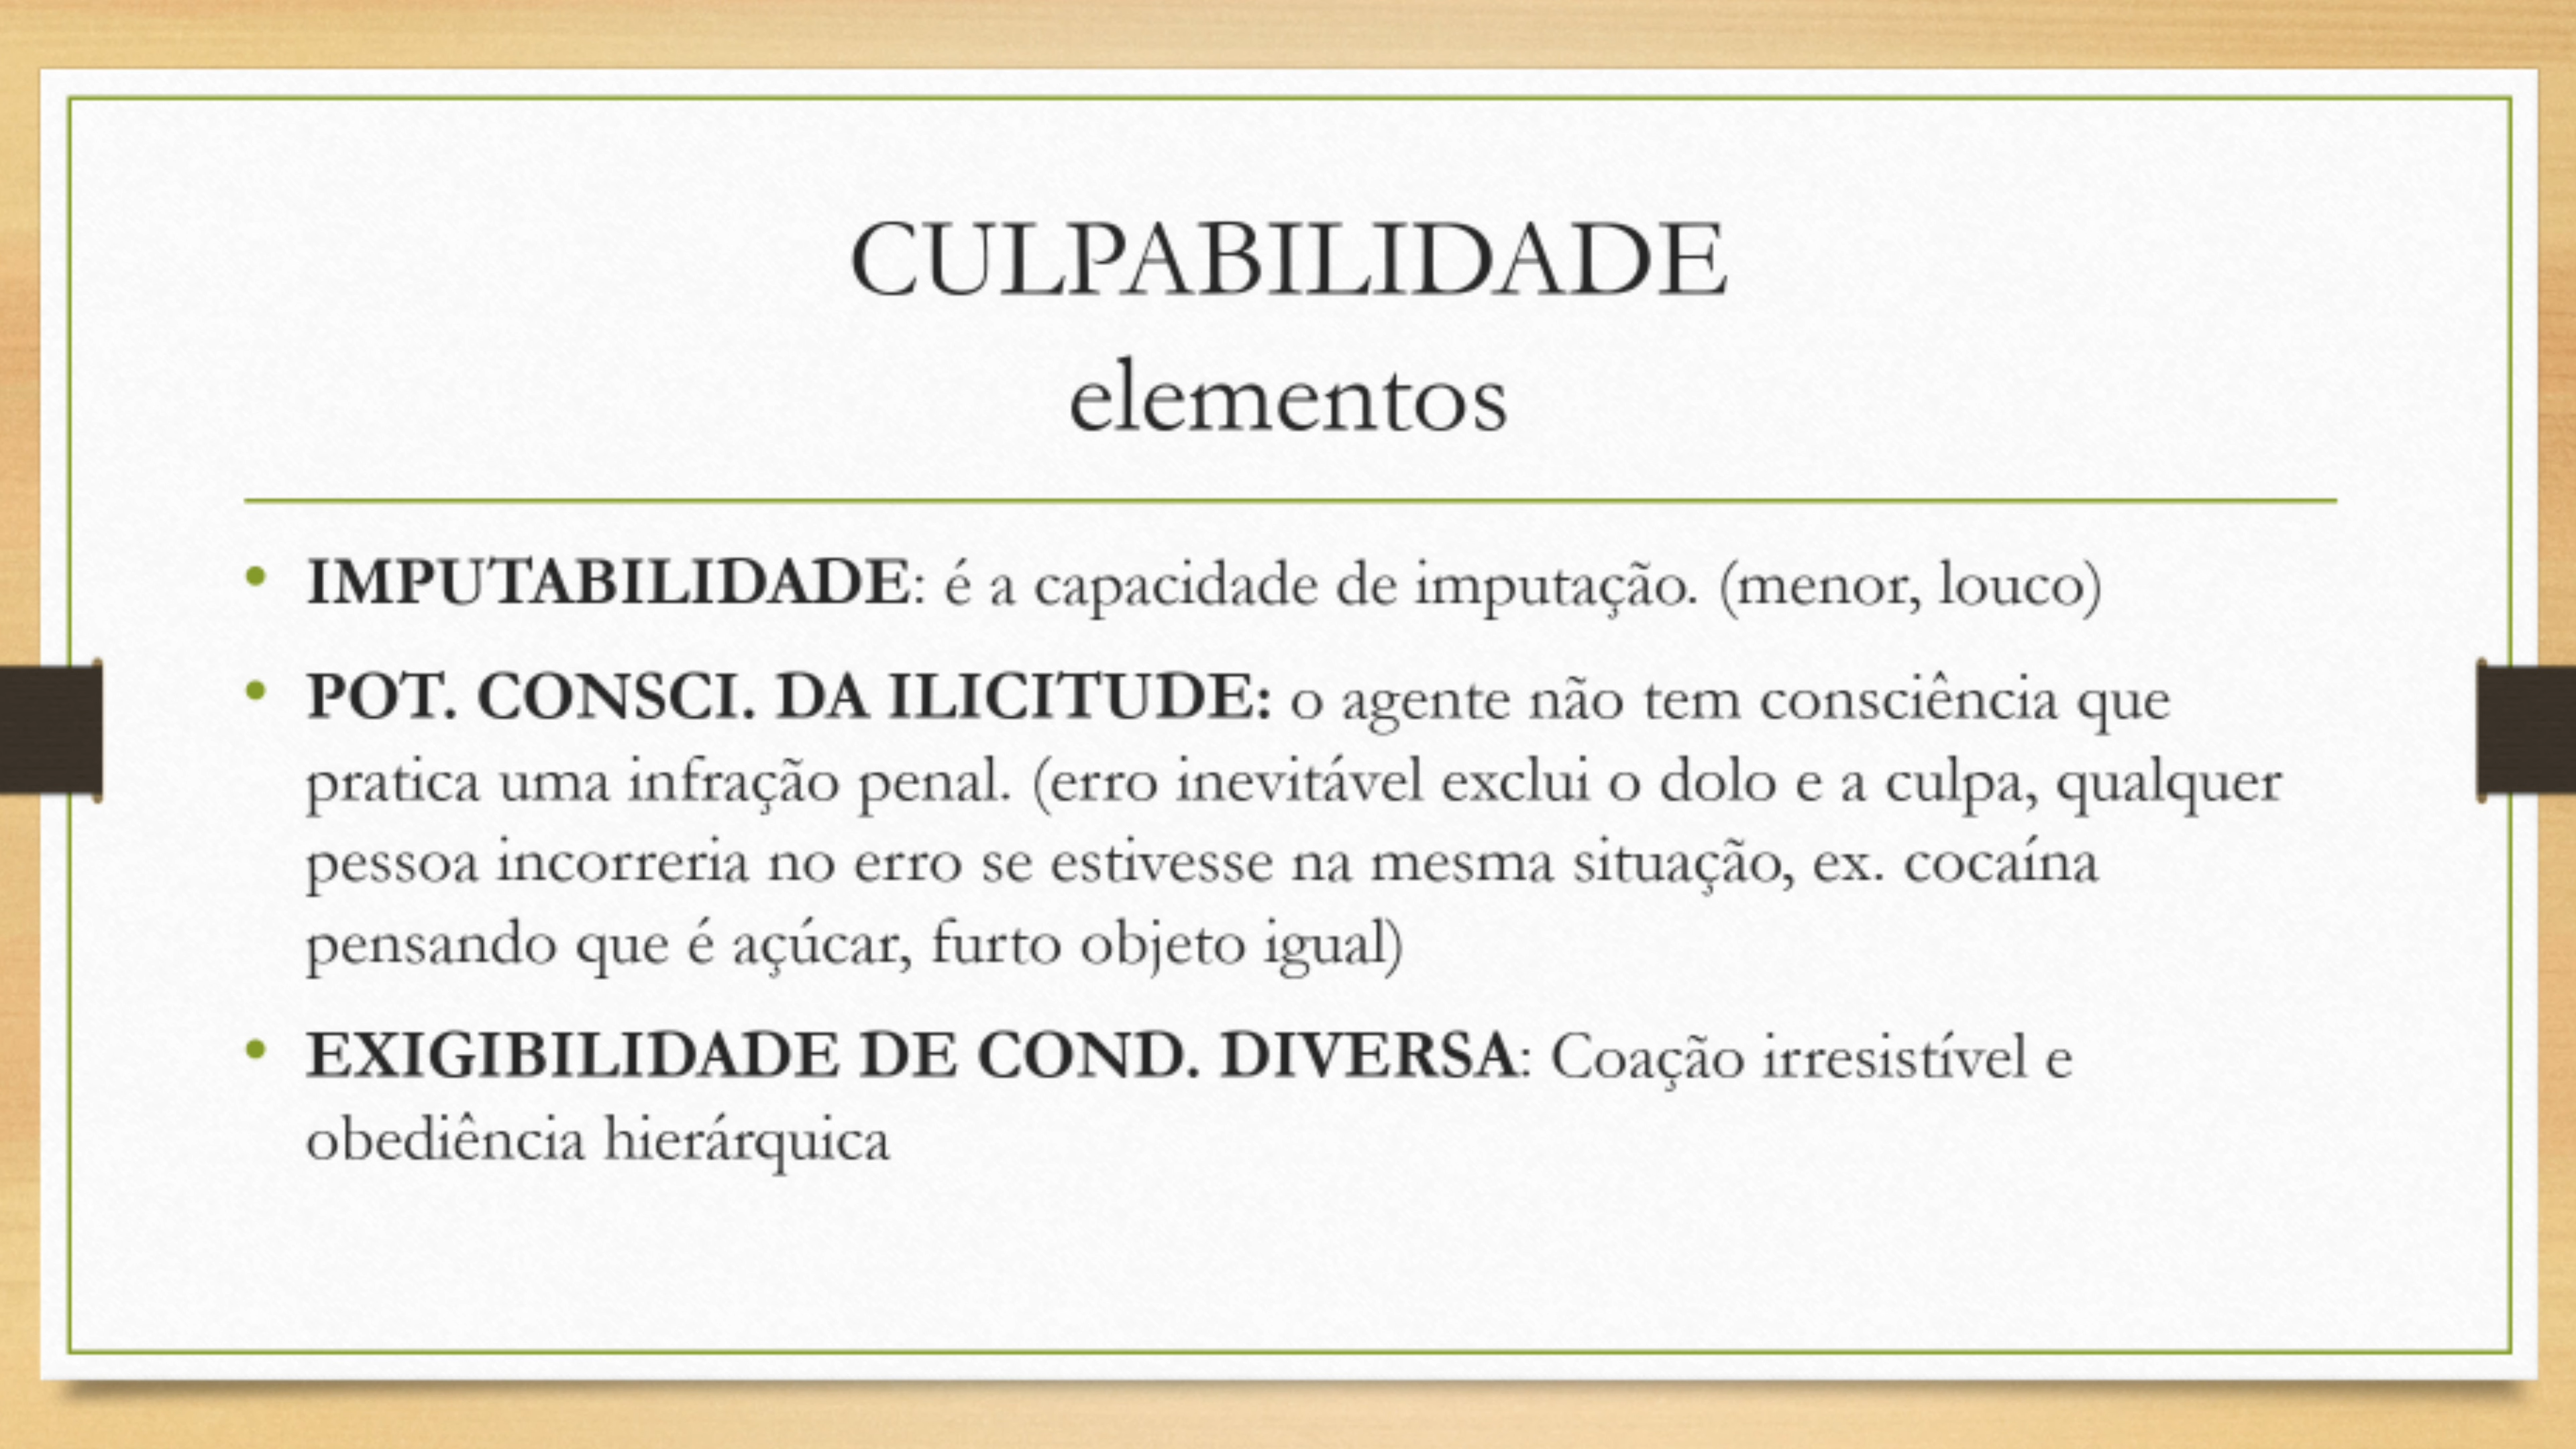 CULPABILIDADE
elementos
• IMPUTABILIDADE: é a capacidade de imputação. (menor, louco)
• POT. CONSCI. DA ILICITUDE: o agente não tem consciência que
pratica uma infração penal. (erro inevitável exclui o dolo e a culpa, qualquer
pessoa incorreria no erro se estivesse na mesma situação, ex. cocaína
pensando que é açúcar, furto objeto igual)
• EXIGIBILIDADE DE COND. DIVERSA: Coação irresistível e
obediência hierárquica